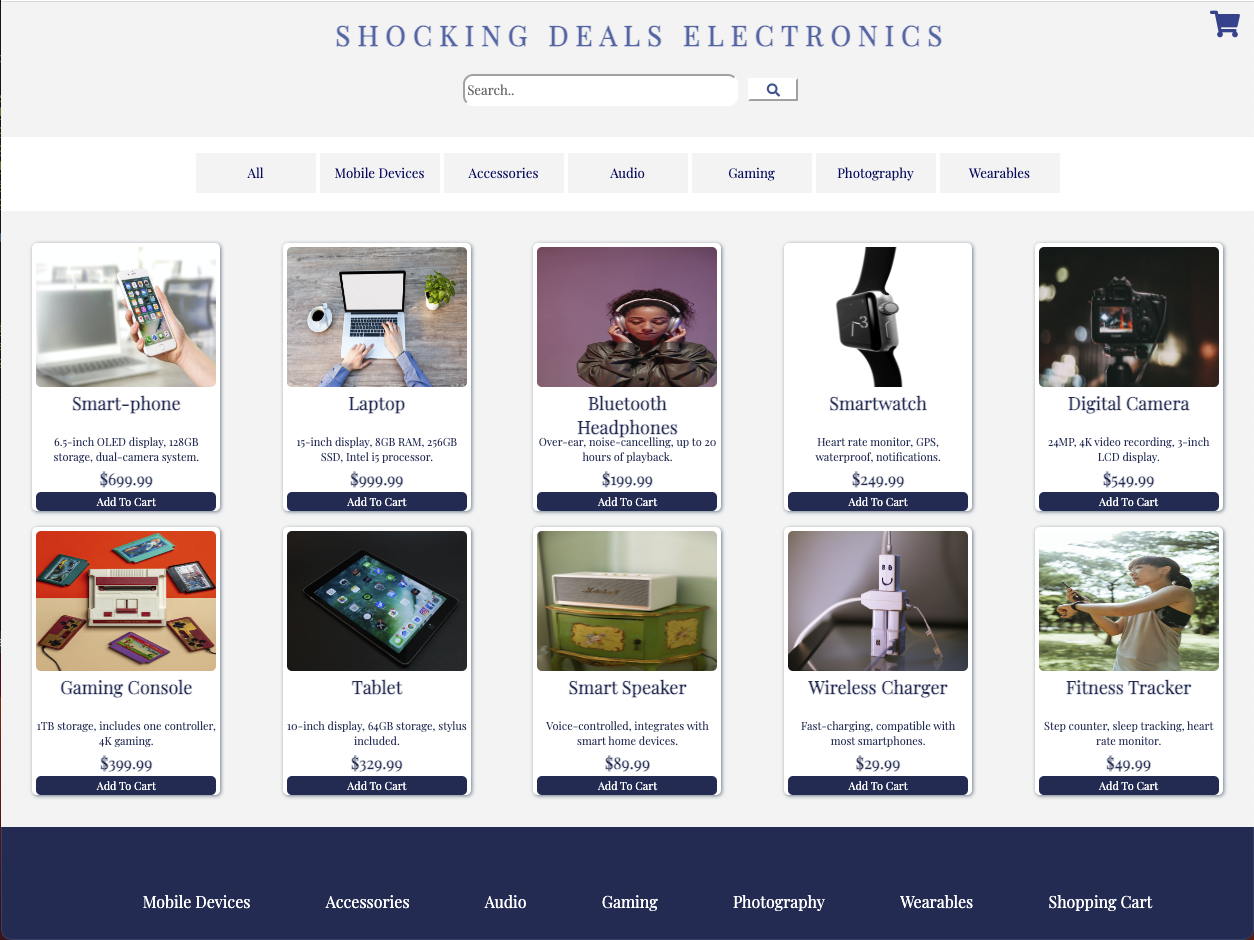 SHOCKING DEALS ELECTRONICS
Search..
All
Mobile Devices
Accessories
Audio
Gaming
Photography
Wearables
Smart-phone
6.5-inch OLED display, 128GB
storage, dual-camera system.
$699.99
Add To Cart
Laptop
15-inch display, 8GB RAM, 256GB
SSD, Intel i5 processor.
$999.99
Add To Cart
Bluetooth
Headphones
Over-ear, noise-cancelling, up to 20
hours of playback.
$199.99
Add To Cart
Smartwatch
Heart rate monitor, GPS,
waterproof, notifications.
$249.99
Add To Cart
Digital Camera
24MP, 4K video recording, 3-inch
LCD display.
$549.99
Add To Cart
Gaming Console
1TB storage, includes one controller,
4K gaming.
$399.99
Add To Cart
Tablet
10-inch display, 64GB storage, stylus
included.
$329.99
Add To Cart
Smart Speaker
Voice-controlled, integrates with
smart home devices.
$89.99
Add To Cart
Wireless Charger
Fast-charging, compatible with
most smartphones.
$29.99
Add To Cart
Fitness Tracker
Step counter, sleep tracking, heart
rate monitor.
$49.99
Add To Cart
Mobile Devices
Accessories
Audio
Gaming
Photography
Wearables
Shopping Cart